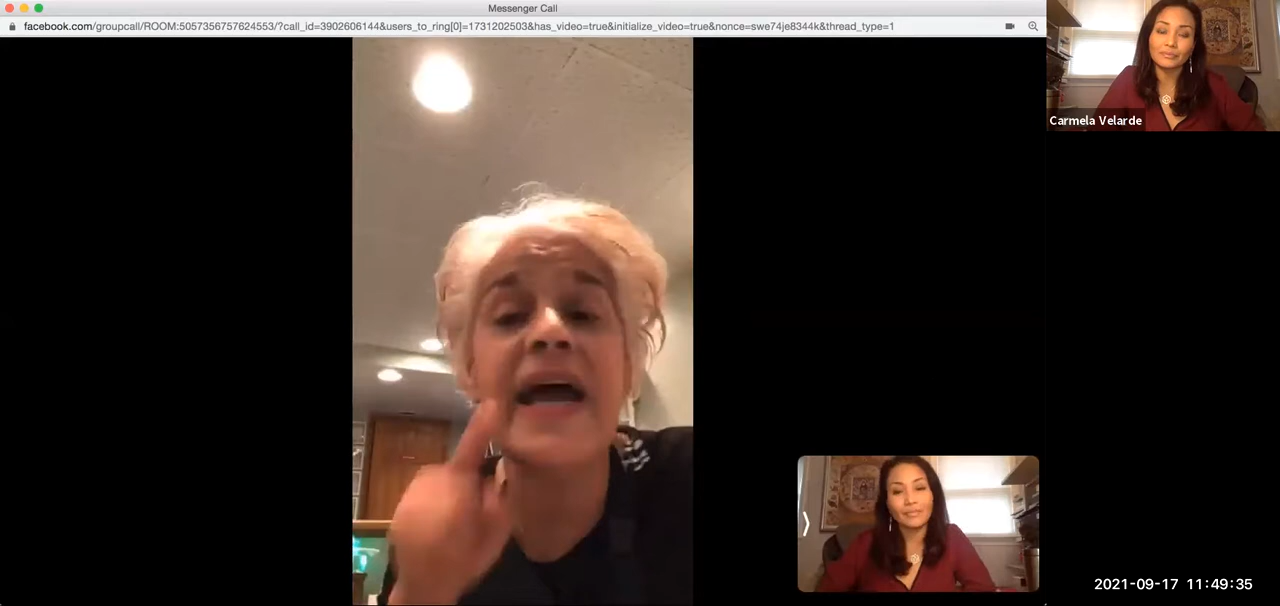 Messenger Call
facebook.com/groupcall/ROOM:5057356757624553/?call_id=3902606144&users_to_ring[0]=1731202503&has_video=true&initialize_video=true&nonce=swe74je8344k&thread_type=1
Carmela Velarde
2021-09-17 11:49:35